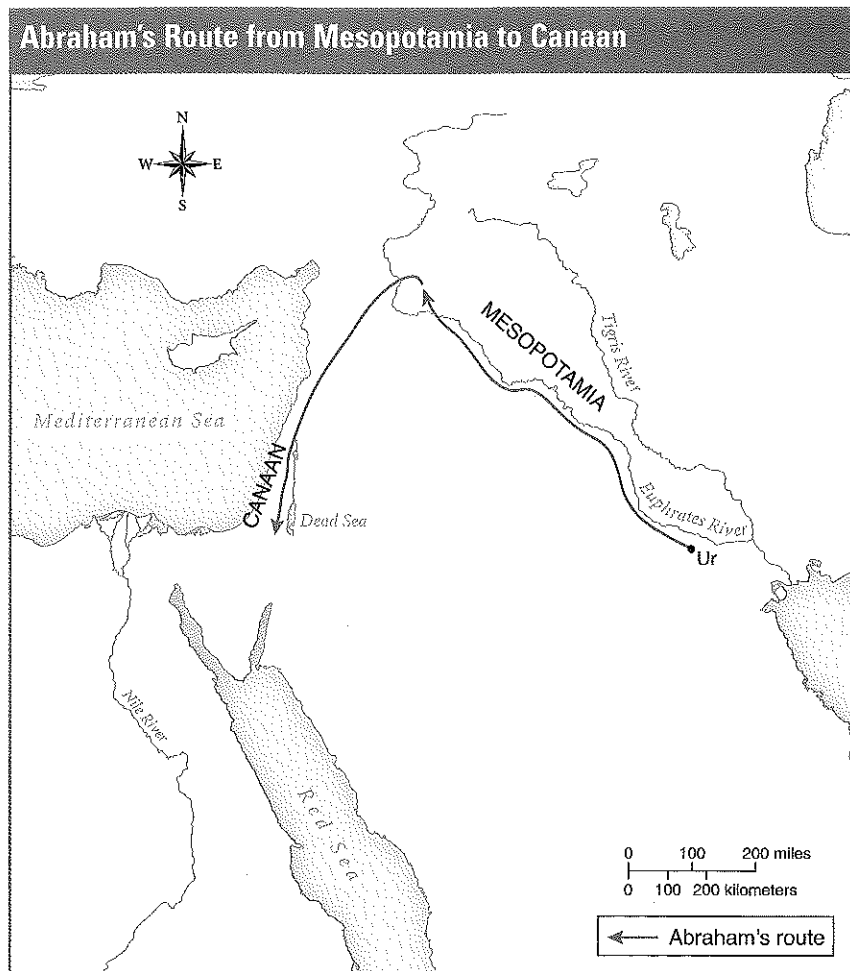 Abraham's Route from Mesopotamia to Canaan
N
W E
S
MESOPOTAMIA
Tigris River
Mediterranean Sea
CANAAN
Euphrates River
Dead Sea
Ur
Nile River
Red Sea
0 100 200 miles
0 100 200 kilometers
Abraham's route